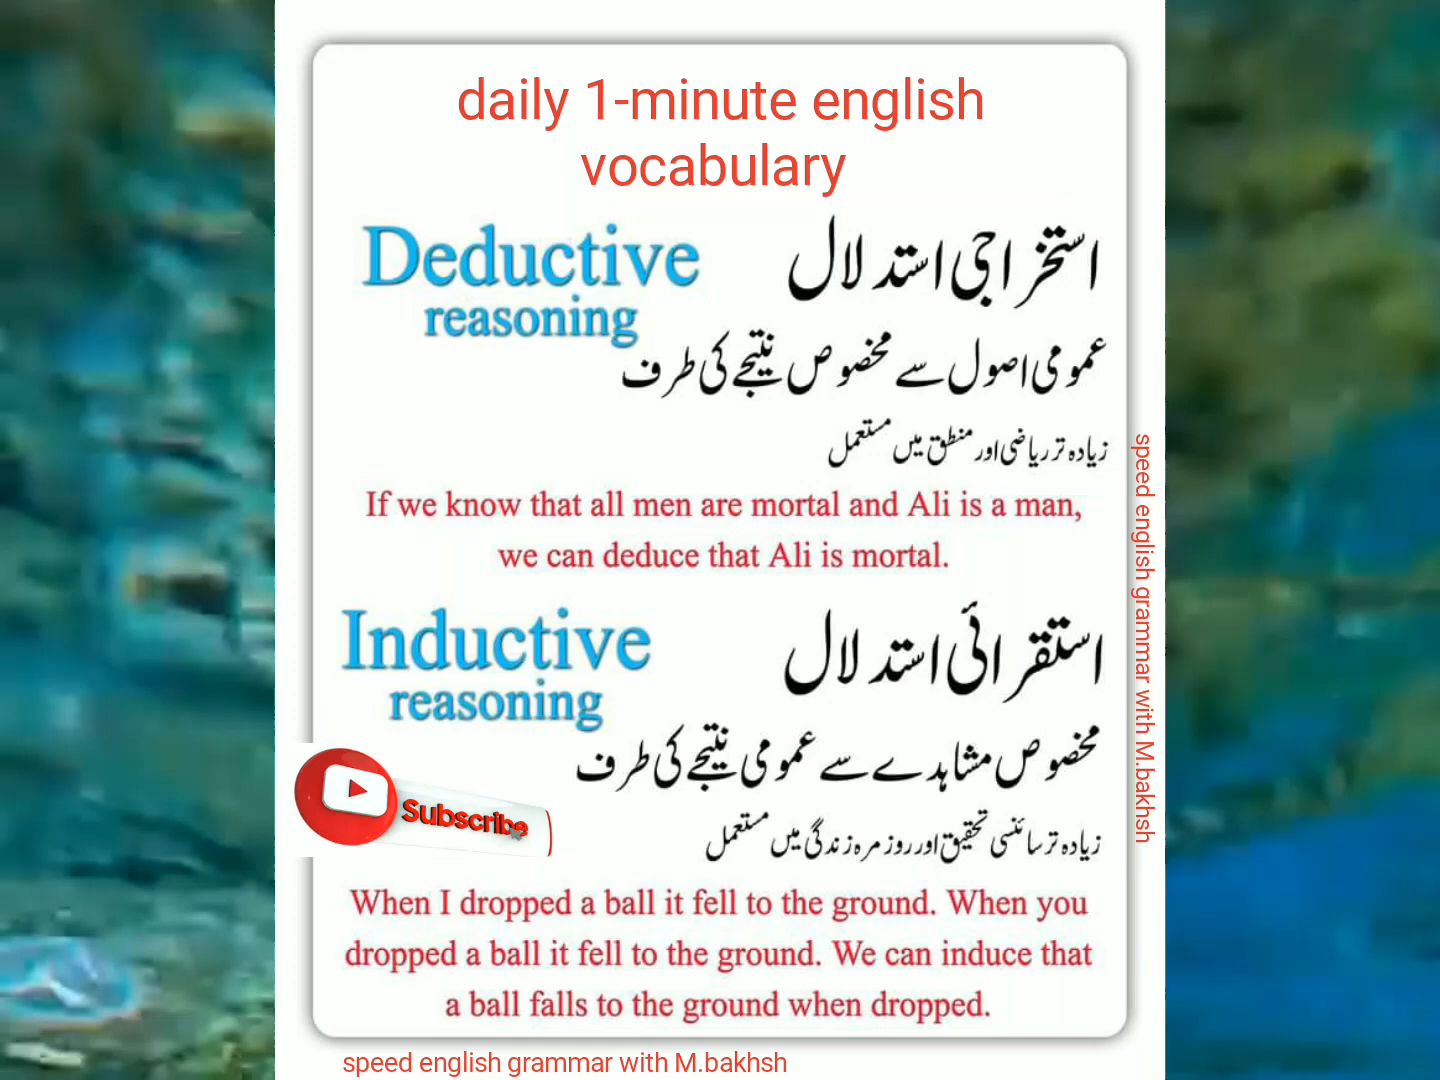 daily 1-minute english
vocabulary
Deductive
reasoning
استخراجی استدلال
عمومی اصول سے مخصوص نتیجے کی طرف
زیادہ تر ریاضی اور منطق میں مستعمل
If we know that all men are mortal and Ali is a man,
we can deduce that Ali is mortal.
Inductive
reasoning
استقرائی استدلال
مخصوص مشاہدے سے عمومی نتیجے کی طرف
Subscribe
زیادہ تر سائنسی تحقیق اور روزمرہ زندگی میں مستعمل
When I dropped a ball it fell to the ground. When you
dropped a ball it fell to the ground. We can induce that
a ball falls to the ground when dropped.
speed english grammar with M.bakhsh
speed english grammar with M.bakhsh